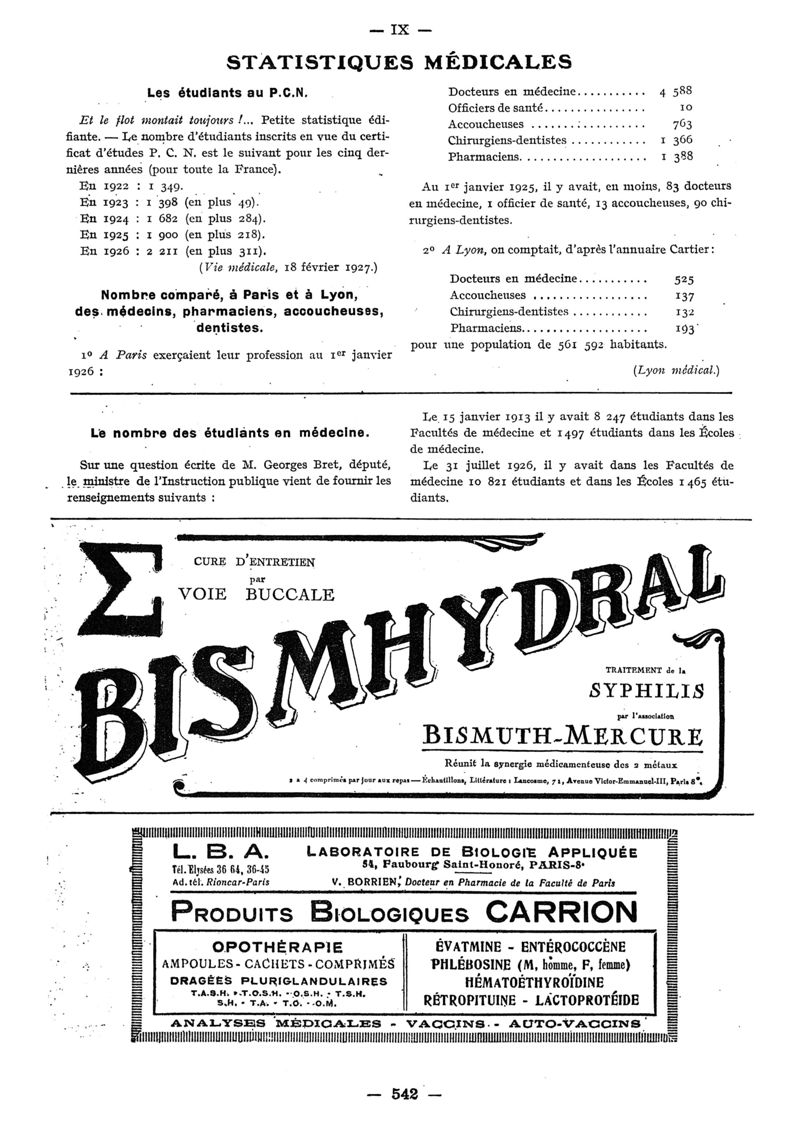 — IX —
STATISTIQUES MÉDICALES
Les étudiants au P.C.N.
Et le flot montait toujours !... Petite statistique édi-
fiante. — Le nombre d'étudiants inscrits en vue du certi-
ficat d'études P. C. N. est le suivant pour les cinq der-
nières années (pour toute la France).
En 1922 : 1 349.
En 1923 : 1 398 (en plus 49).
En 1924 : 1 682 (en plus 284).
En 1925 : 1 900 (en plus 218).
En 1926 : 2 211 (en plus 311).
(Vie médicale, 18 février 1927.)
Nombre comparé, à Paris et à Lyon,
des médecins, pharmaciens, accoucheuses,
dentistes.
1º A Paris exerçaient leur profession au 1er janvier
1926 :
Docteurs en médecine........... 4 588
Officiers de santé................ 10
Accoucheuses .................. 763
Chirurgiens-dentistes ............ 1 366
Pharmaciens.................... 1 388
Au 1er janvier 1925, il y avait, en moins, 83 docteurs
en médecine, 1 officier de santé, 13 accoucheuses, 90 chi-
rurgiens-dentistes.
2º A Lyon, on comptait, d'après l'annuaire Cartier :
Docteurs en médecine........... 525
Accoucheuses .................. 137
Chirurgiens-dentistes ............ 132
Pharmaciens.................... 193
pour une population de 561 592 habitants.
(Lyon médical.)
Le nombre des étudiants en médecine.
Sur une question écrite de M. Georges Bret, député,
le ministre de l'Instruction publique vient de fournir les
renseignements suivants :
Le 15 janvier 1913 il y avait 8 247 étudiants dans les
Facultés de médecine et 1497 étudiants dans les Écoles
de médecine.
Le 31 juillet 1926, il y avait dans les Facultés de
médecine 10 821 étudiants et dans les Écoles 1 465 étu-
diants.
Σ
CURE D'ENTRETIEN
par
VOIE BUCCALE
BISMHYDRAL
TRAITEMENT de la
SYPHILIS
par l'association
BISMUTH-MERCURE
Réunit la synergie médicamenteuse des 2 métaux
2 a 4 comprimés par jour aux repas — Échantillons, Littérature : Lancosme, 71, Avenue Victor-Emmanuel-III, Paris 8e.
L. B. A.
Tél. Elysées 36 64, 36-45
Ad. tél. Rioncar-Paris
LABORATOIRE DE BIOLOGIE APPLIQUÉE
54, Faubourg Saint-Honoré, PARIS-8e
V. BORRIEN, Docteur en Pharmacie de la Faculté de Paris
PRODUITS BIOLOGIQUES CARRION
OPOTHÉRAPIE
AMPOULES - CACHETS - COMPRIMÉS
DRAGÉES PLURIGLANDULAIRES
T.A.S.H. - T.O.S.H. - O.S.H. - T.S.H.
S.H. - T.A. - T.O. - O.M.
ÉVATMINE - ENTÉROCOCCÈNE
PHLÉBOSINE (M, homme, F, femme)
HÉMATOÉTHYROÏDINE
RÉTROPITUINE - LACTOPROTÉIDE
ANALYSES MÉDICALES - VACCINS - AUTO-VACCINS
— 542 —